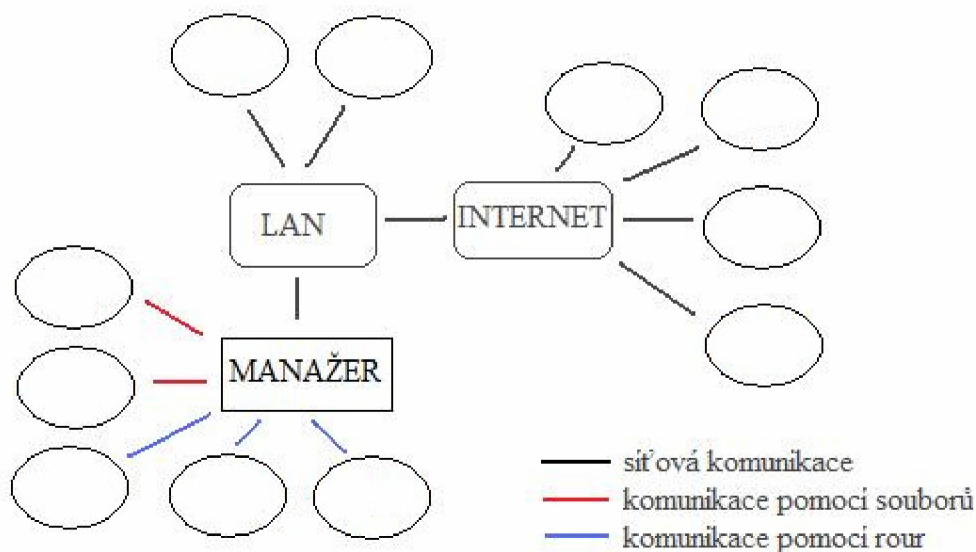 LAN
INTERNET
MANAŽER
síťová komunikace
komunikace pomocí souborů
komunikace pomocí rour